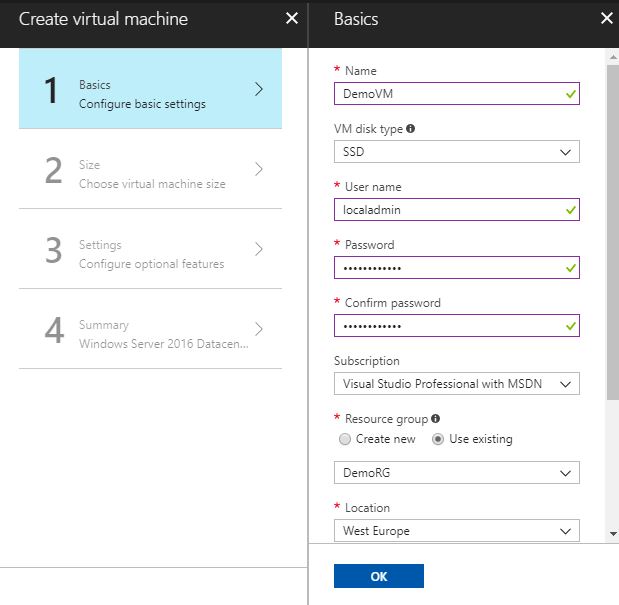 Create virtual machine
1
Basics
Configure basic settings
2
Size
Choose virtual machine size
3
Settings
Configure optional features
4
Summary
Windows Server 2016 Datacen...
Basics
* Name
DemoVM
VM disk type
SSD
* User name
localadmin
* Password
••••••••••••
* Confirm password
••••••••••••
Subscription
Visual Studio Professional with MSDN
* Resource group
Create new Use existing
DemoRG
* Location
West Europe
OK